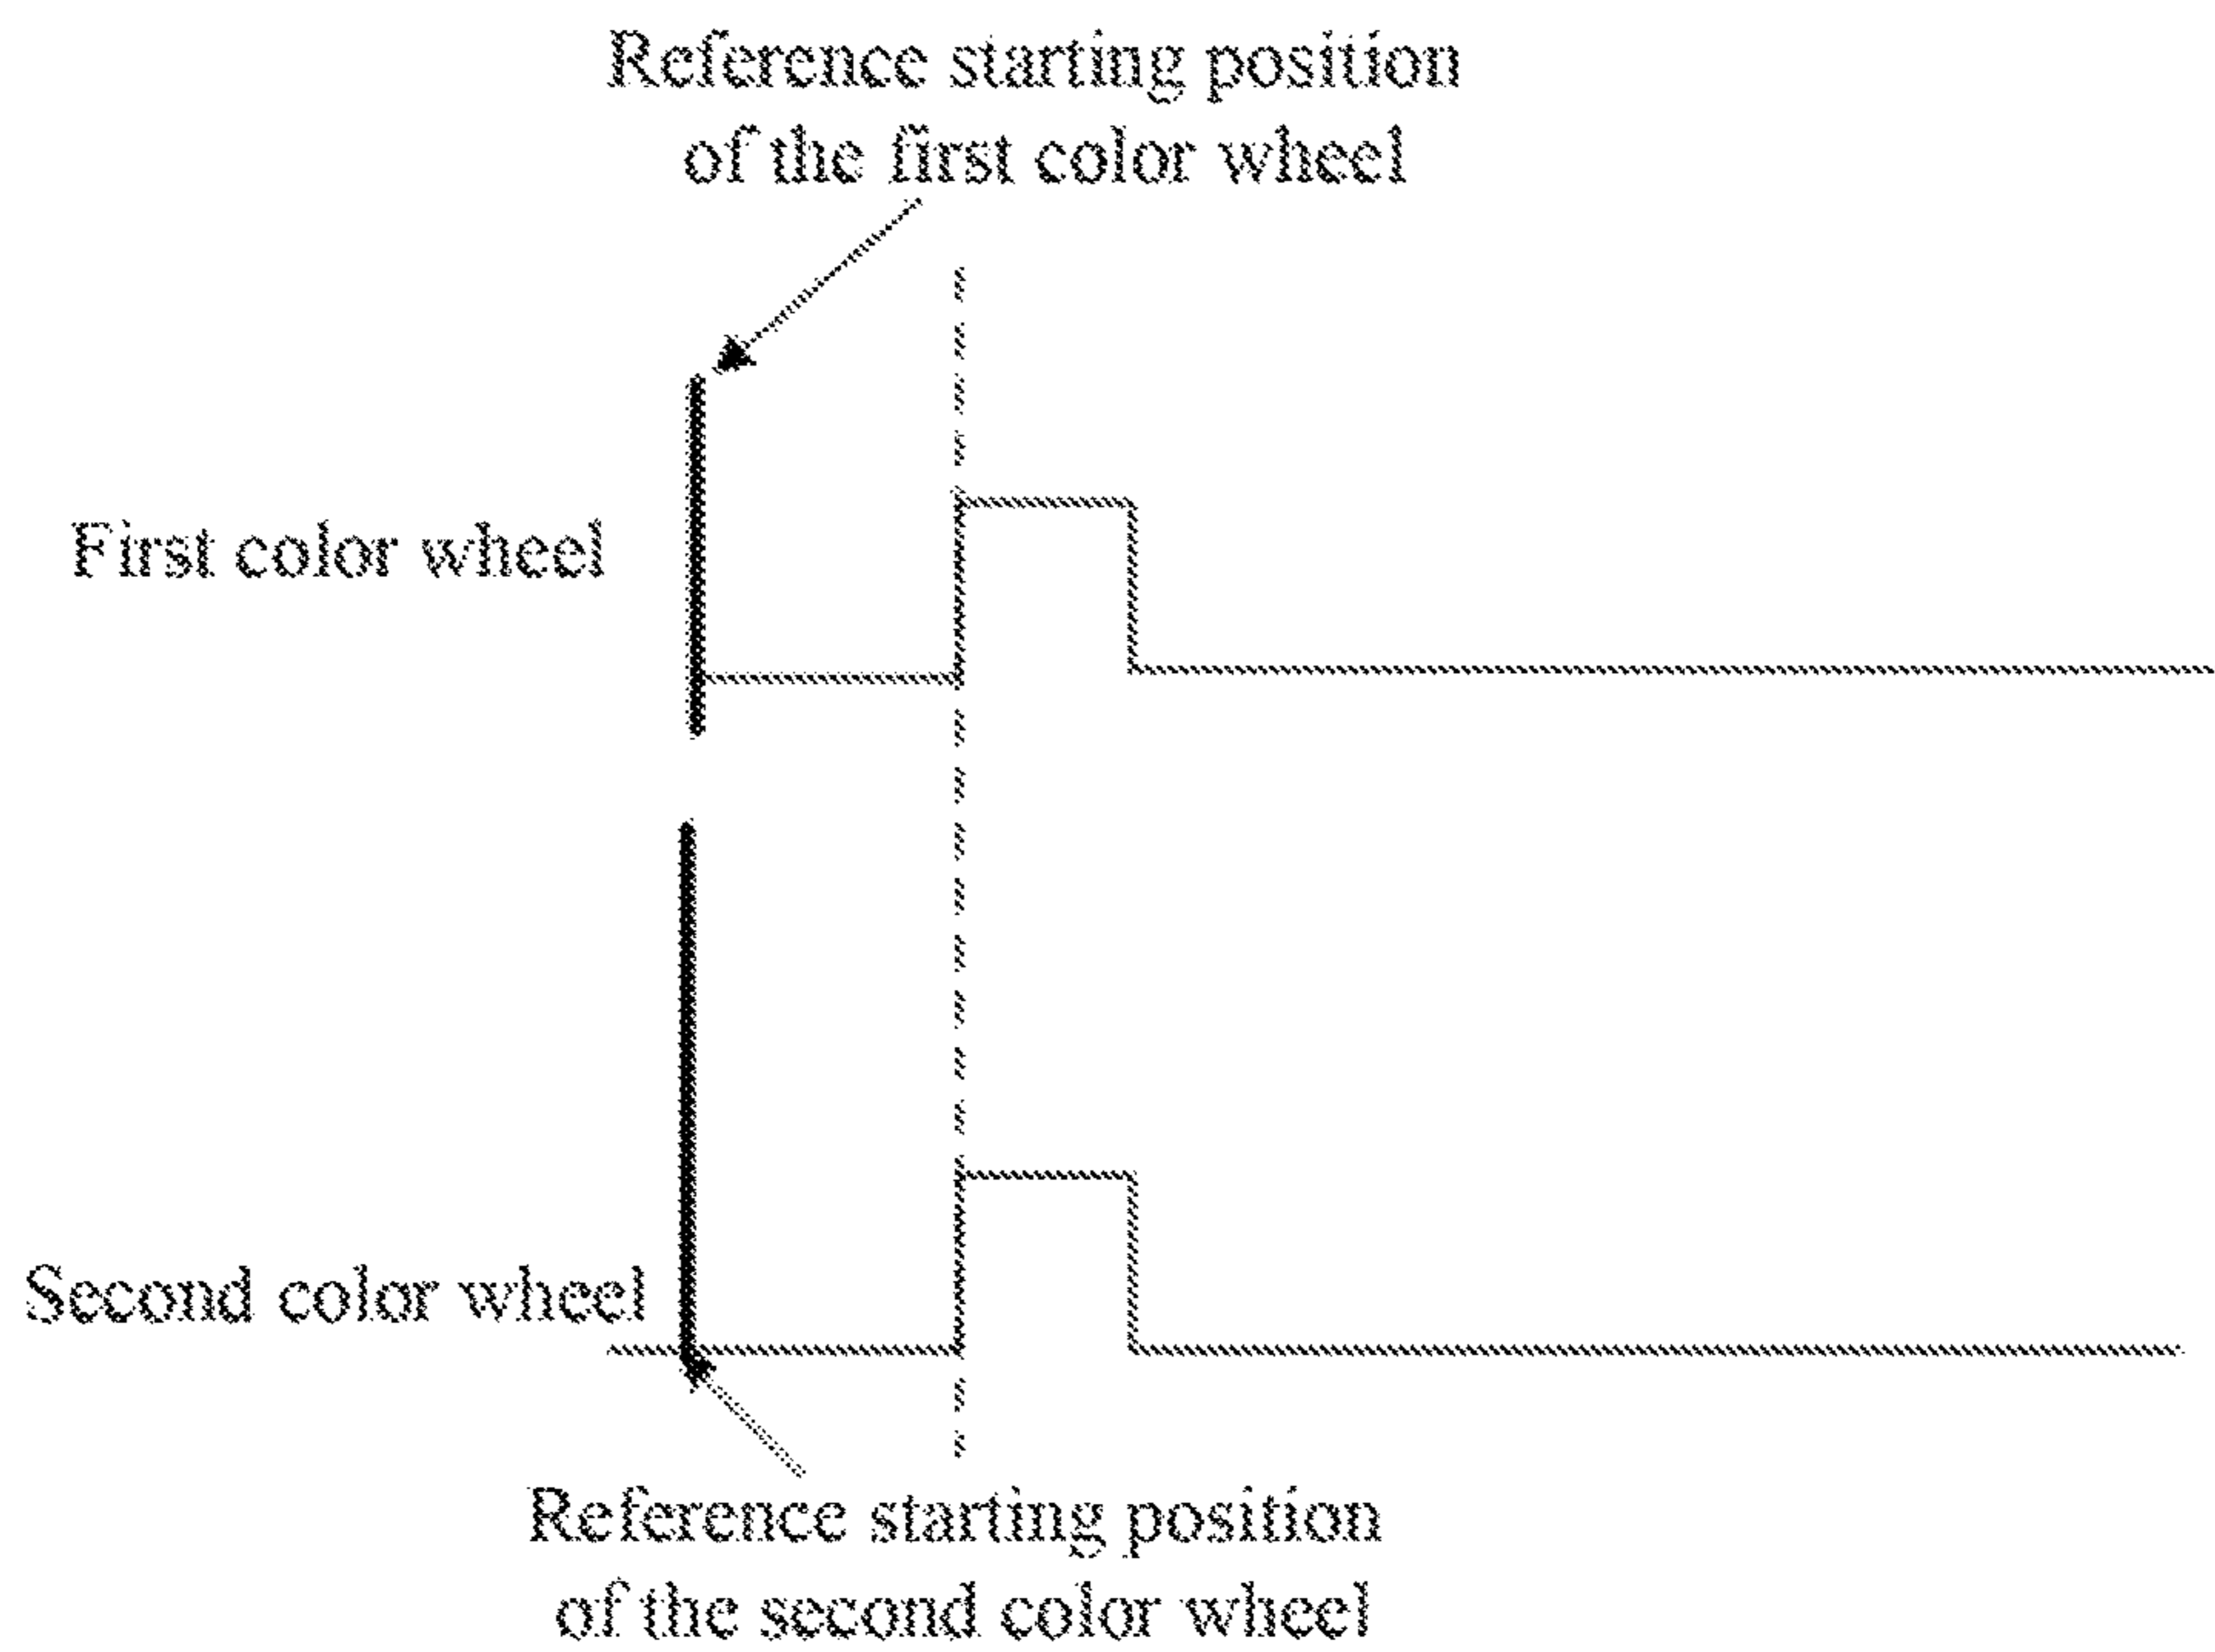 Reference starting position
of the first color wheel
First color wheel
Second color wheel
Reference starting position
of the second color wheel